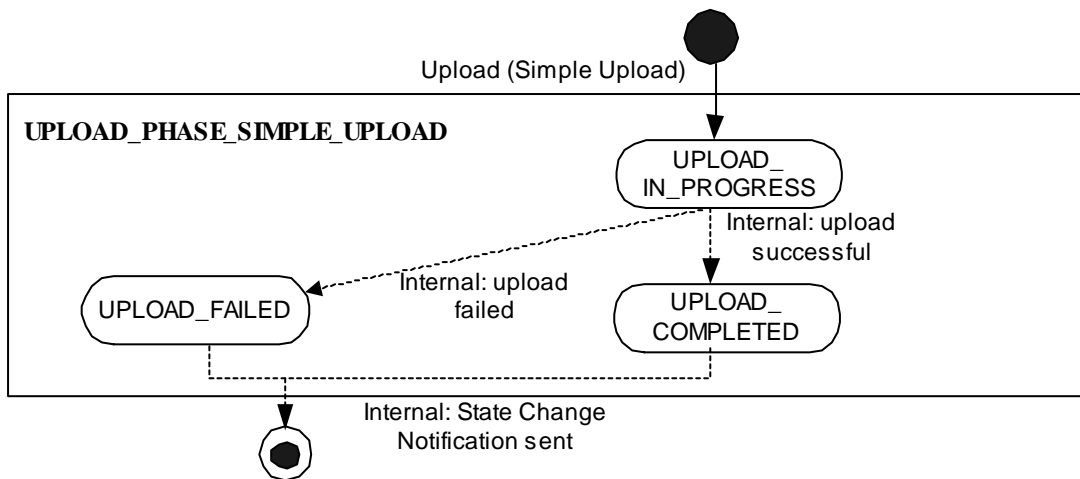 Upload (Simple Upload)
UPLOAD_PHASE_SIMPLE_UPLOAD
UPLOAD_
IN_PROGRESS
Internal: upload
successful
Internal: upload
failed
UPLOAD_FAILED
UPLOAD_
COMPLETED
Internal: State Change
Notification sent